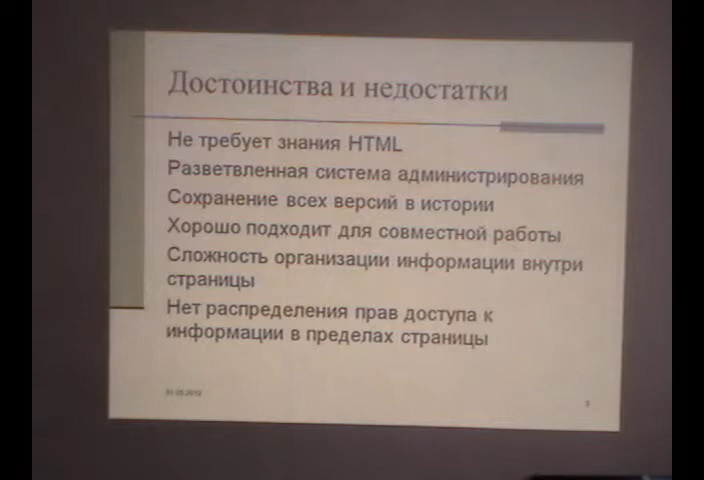 Достоинства и недостатки
Не требует знания HTML
Разветвленная система администрирования
Сохранение всех версий в истории
Хорошо подходит для совместной работы
Сложность организации информации внутри
страницы
Нет распределения прав доступа к
информации в пределах страницы
3